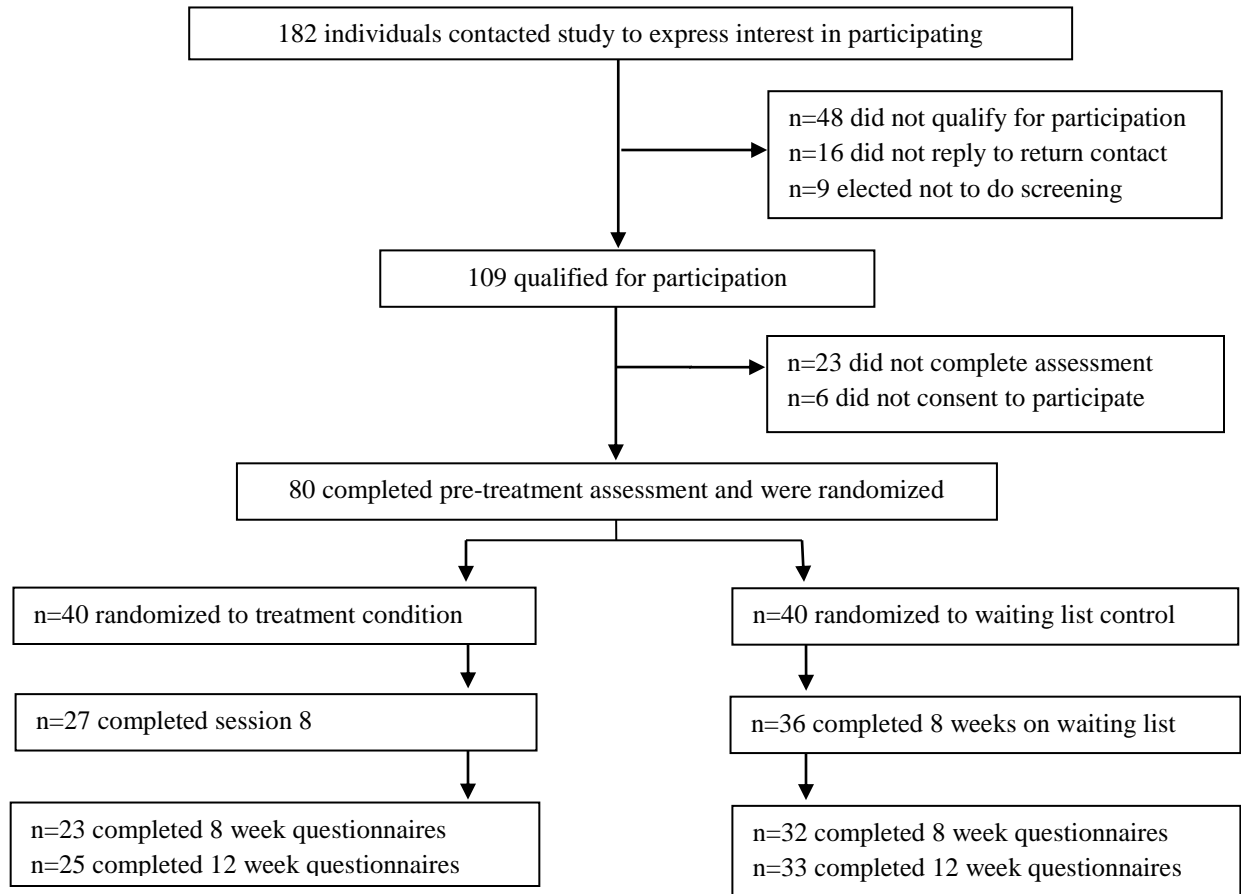 182 individuals contacted study to express interest in participating
n=48 did not qualify for participation
n=16 did not reply to return contact
n=9 elected not to do screening
109 qualified for participation
n=23 did not complete assessment
n=6 did not consent to participate
80 completed pre-treatment assessment and were randomized
n=40 randomized to treatment condition
n=40 randomized to waiting list control
n=27 completed session 8
n=36 completed 8 weeks on waiting list
n=23 completed 8 week questionnaires
n=25 completed 12 week questionnaires
n=32 completed 8 week questionnaires
n=33 completed 12 week questionnaires